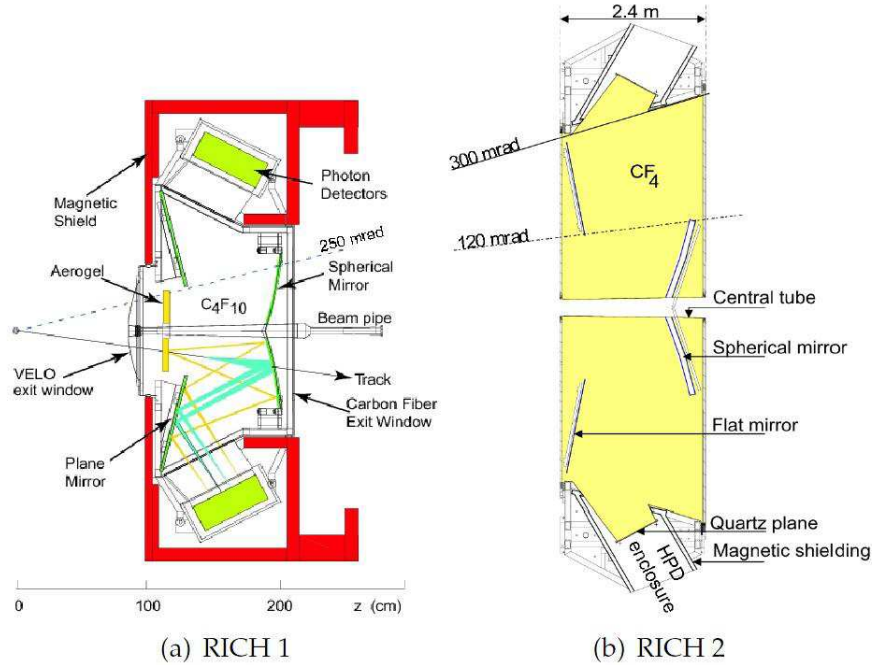 Magnetic
Shield
Aerogel
VELO
exit window
Plane
Mirror
C4F10
250 mrad
Photon
Detectors
Spherical
Mirror
Beam pipe
Track
Carbon Fiber
Exit Window
0 100 200 z (cm)
(a) RICH 1
2.4 m
300 mrad
CF4
120 mrad
Central tube
Spherical mirror
Flat mirror
Quartz plane
Magnetic shielding
HPD
enclosure
(b) RICH 2